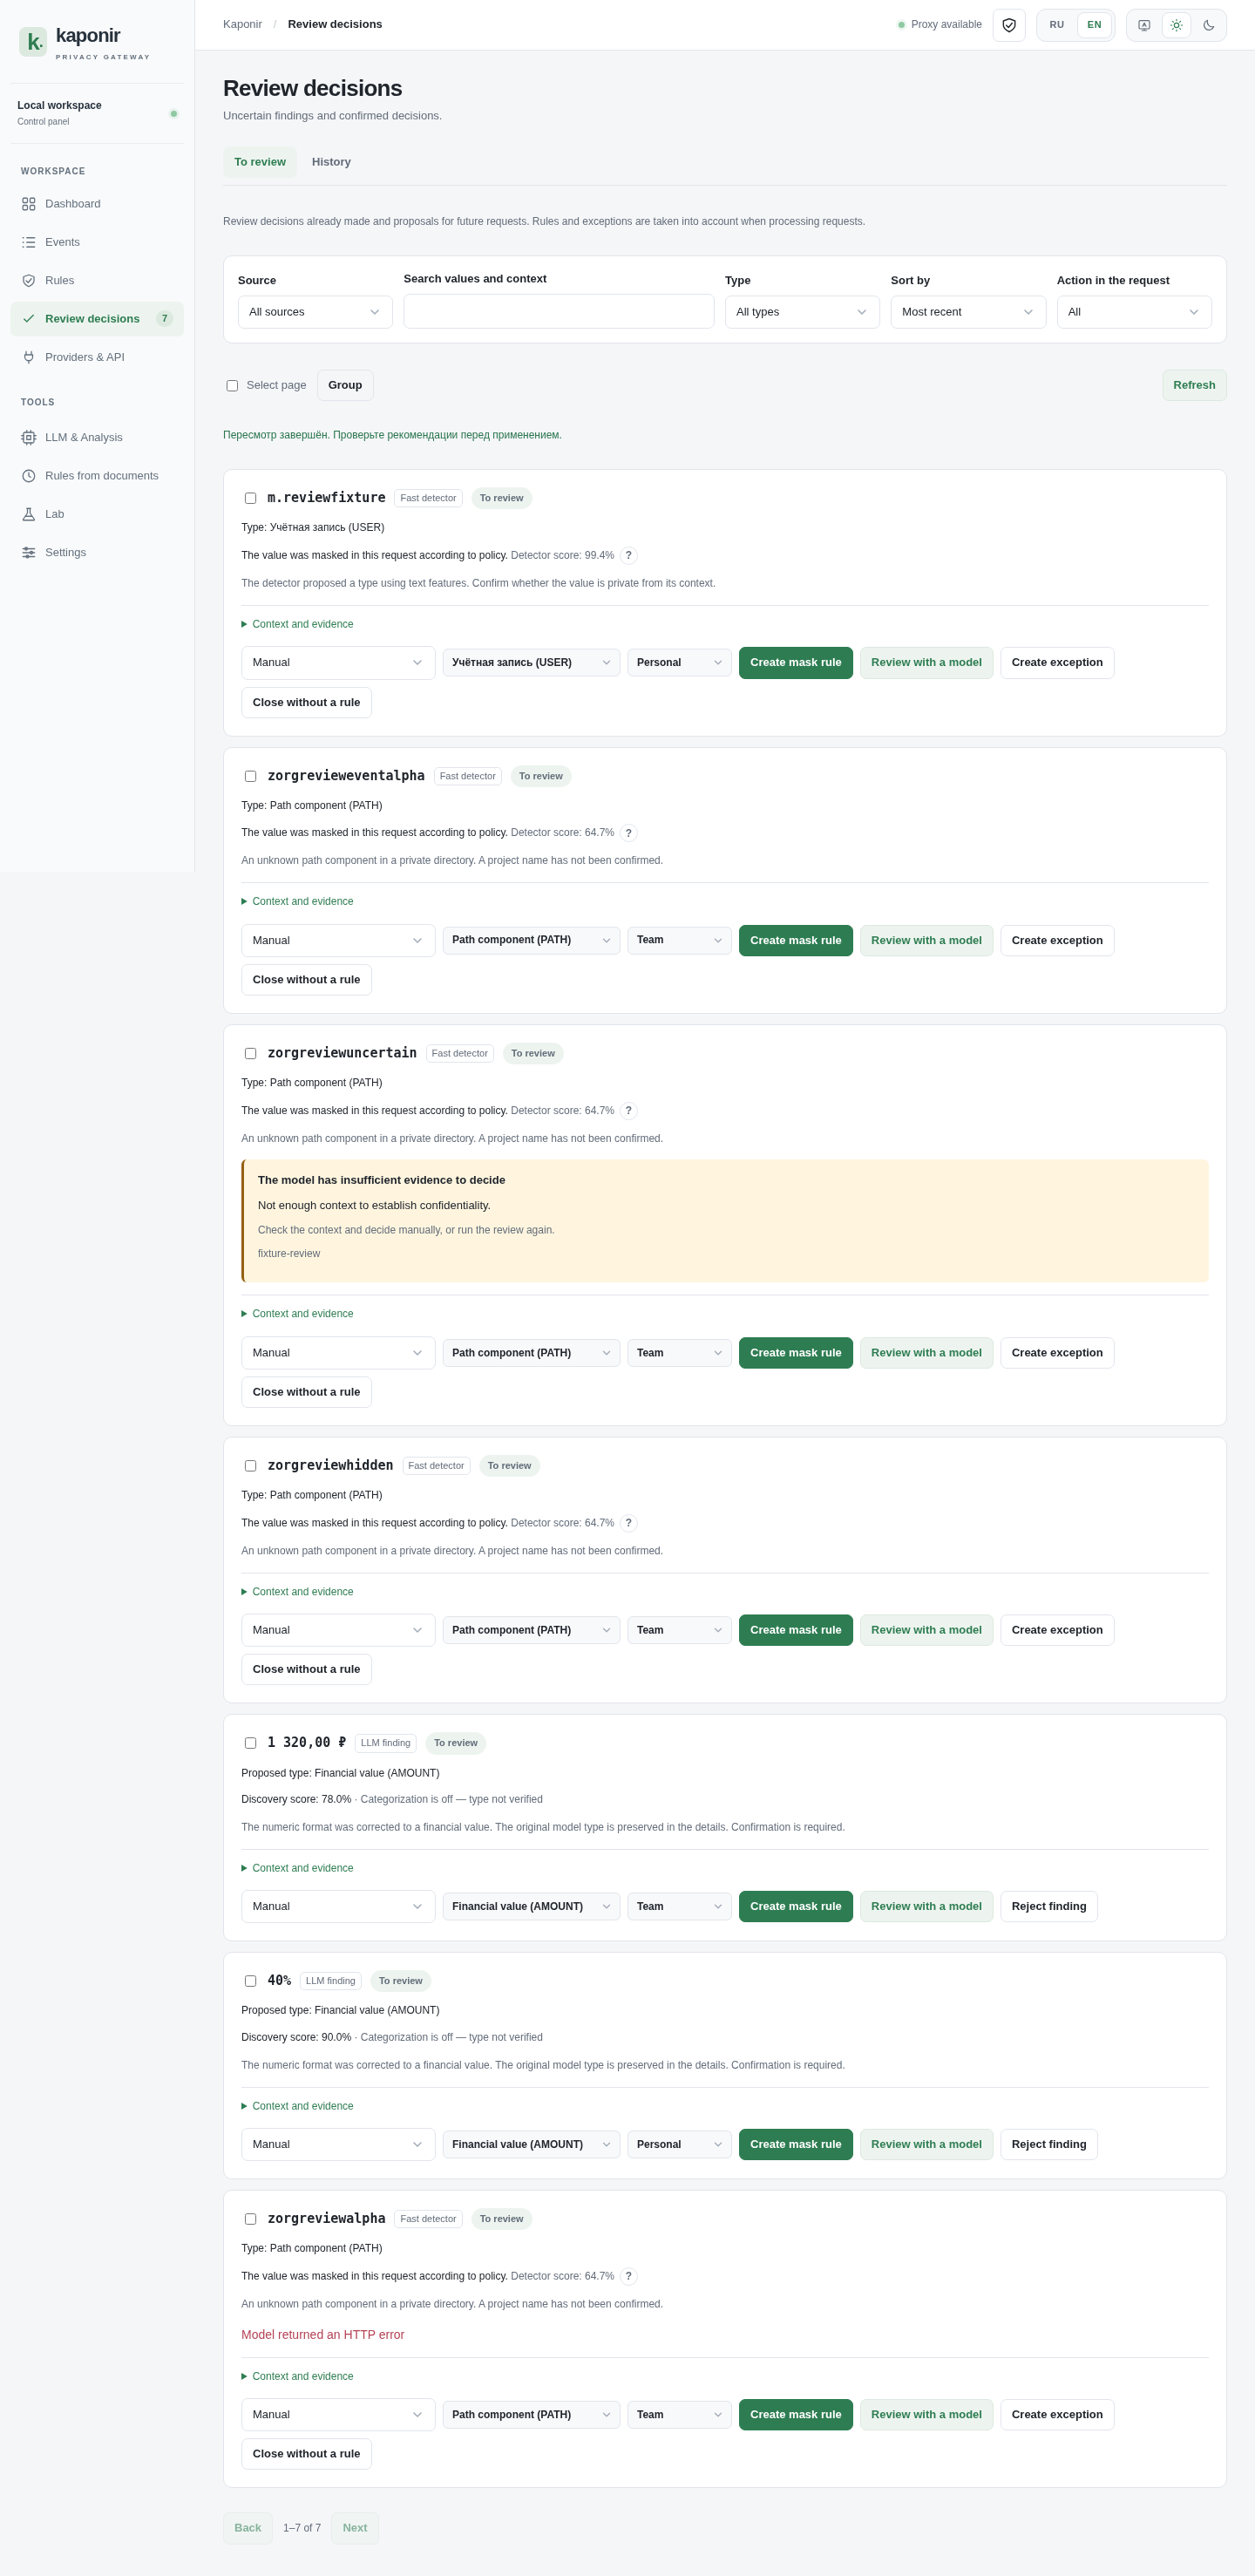 k.
kaponir
PRIVACY GATEWAY
Local workspace
Control panel
WORKSPACE
Dashboard
Events
Rules
Review decisions 7
Providers & API
TOOLS
LLM & Analysis
Rules from documents
Lab
Settings
Kaponir / Review decisions
Proxy available
RU EN
Review decisions
Uncertain findings and confirmed decisions.
To review History
Review decisions already made and proposals for future requests. Rules and exceptions are taken into account when processing requests.
Source Search values and context Type Sort by Action in the request
All sources All types Most recent All
Select page Group Refresh
Пересмотр завершён. Проверьте рекомендации перед применением.
m.reviewfixture Fast detector To review
Type: Учётная запись (USER)
The value was masked in this request according to policy. Detector score: 99.4% ?
The detector proposed a type using text features. Confirm whether the value is private from its context.
Context and evidence
Manual Учётная запись (USER) Personal Create mask rule Review with a model Create exception
Close without a rule
zorgrevieweventalpha Fast detector To review
Type: Path component (PATH)
The value was masked in this request according to policy. Detector score: 64.7% ?
An unknown path component in a private directory. A project name has not been confirmed.
Context and evidence
Manual Path component (PATH) Team Create mask rule Review with a model Create exception
Close without a rule
zorgreviewuncertain Fast detector To review
Type: Path component (PATH)
The value was masked in this request according to policy. Detector score: 64.7% ?
An unknown path component in a private directory. A project name has not been confirmed.
The model has insufficient evidence to decide
Not enough context to establish confidentiality.
Check the context and decide manually, or run the review again.
fixture-review
Context and evidence
Manual Path component (PATH) Team Create mask rule Review with a model Create exception
Close without a rule
zorgreviewhidden Fast detector To review
Type: Path component (PATH)
The value was masked in this request according to policy. Detector score: 64.7% ?
An unknown path component in a private directory. A project name has not been confirmed.
Context and evidence
Manual Path component (PATH) Team Create mask rule Review with a model Create exception
Close without a rule
1 320,00 ₽ LLM finding To review
Proposed type: Financial value (AMOUNT)
Discovery score: 78.0% · Categorization is off — type not verified
The numeric format was corrected to a financial value. The original model type is preserved in the details. Confirmation is required.
Context and evidence
Manual Financial value (AMOUNT) Team Create mask rule Review with a model Reject finding
40% LLM finding To review
Proposed type: Financial value (AMOUNT)
Discovery score: 90.0% · Categorization is off — type not verified
The numeric format was corrected to a financial value. The original model type is preserved in the details. Confirmation is required.
Context and evidence
Manual Financial value (AMOUNT) Personal Create mask rule Review with a model Reject finding
zorgreviewalpha Fast detector To review
Type: Path component (PATH)
The value was masked in this request according to policy. Detector score: 64.7% ?
An unknown path component in a private directory. A project name has not been confirmed.
Model returned an HTTP error
Context and evidence
Manual Path component (PATH) Team Create mask rule Review with a model Create exception
Close without a rule
Back 1–7 of 7 Next